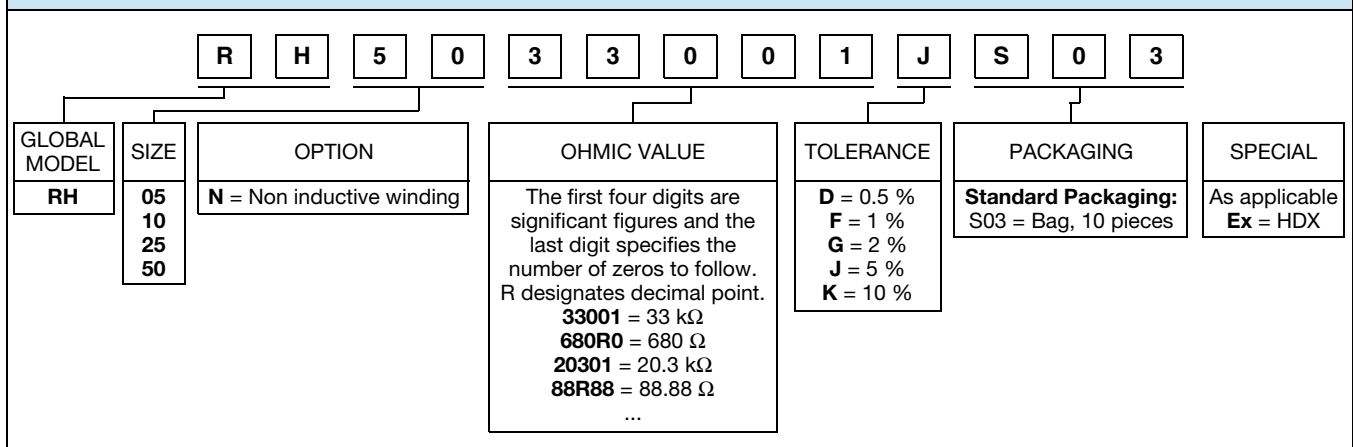 R H 5 0 3 3 0 0 1 J S 0 3
GLOBAL
MODEL
RH
SIZE
05
10
25
50
OPTION
N = Non inductive winding
OHMIC VALUE
The first four digits are
significant figures and the
last digit specifies the
number of zeros to follow.
R designates decimal point.
33001 = 33 kΩ
680R0 = 680 Ω
20301 = 20.3 kΩ
88R88 = 88.88 Ω
...
TOLERANCE
D = 0.5 %
F = 1 %
G = 2 %
J = 5 %
K = 10 %
PACKAGING
Standard Packaging:
S03 = Bag, 10 pieces
SPECIAL
As applicable
Ex = HDX